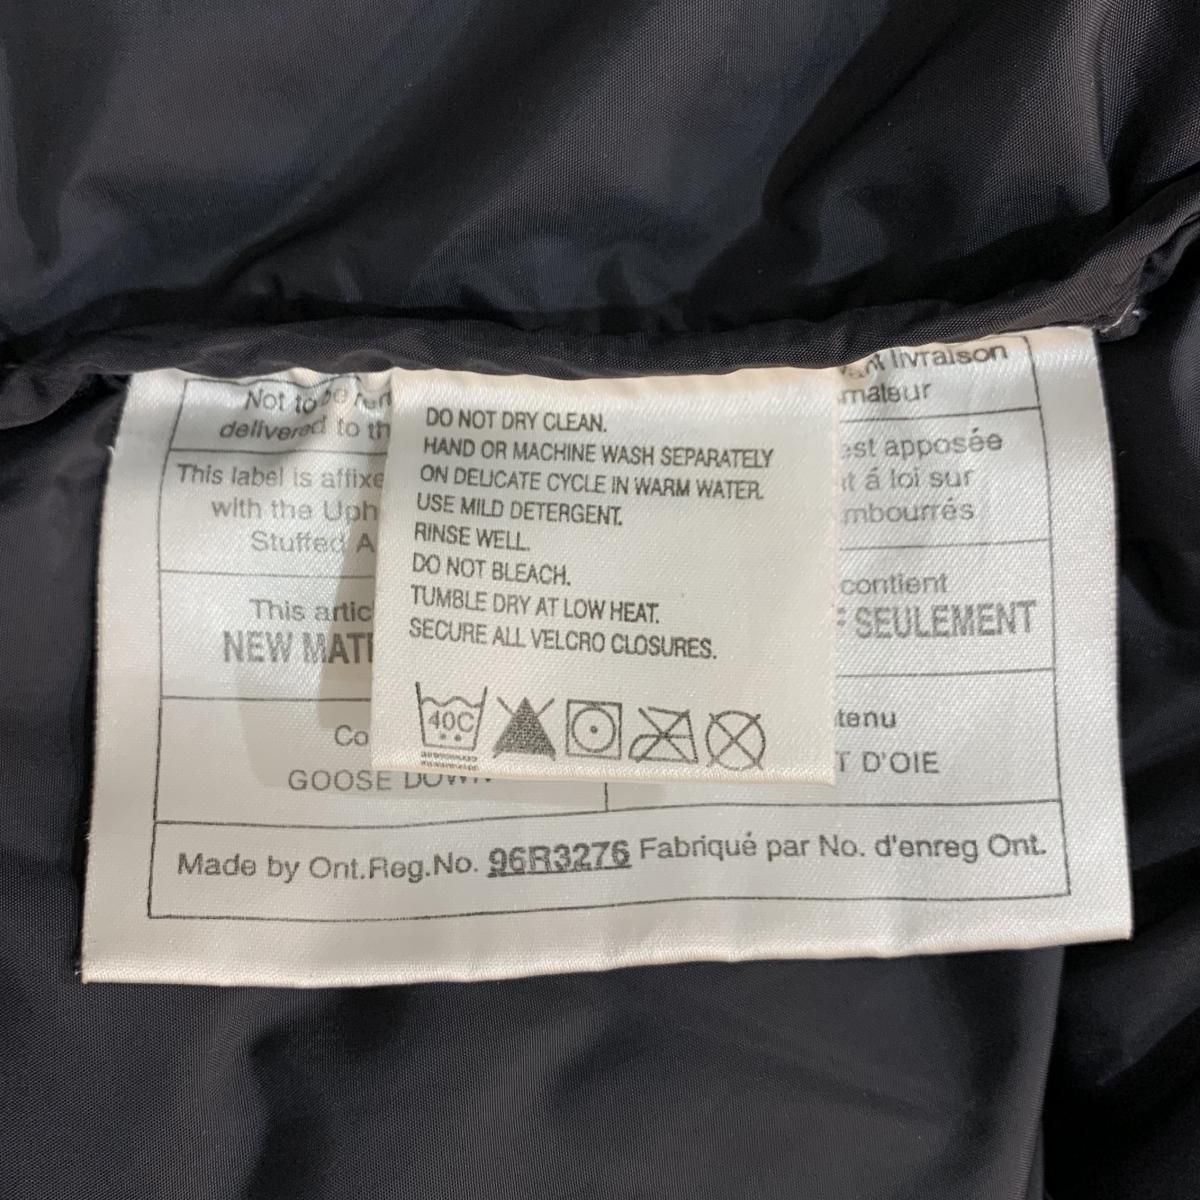 Not to be
delivered to th
This label is affixe
with the Uph
Stuffed A
This artic
NEW MATE
Co
GOOSE DOWN
DO NOT DRY CLEAN.
HAND OR MACHINE WASH SEPARATELY
ON DELICATE CYCLE IN WARM WATER.
USE MILD DETERGENT.
RINSE WELL.
DO NOT BLEACH.
TUMBLE DRY AT LOW HEAT.
SECURE ALL VELCRO CLOSURES.
40C
livraison
mateur
est apposée
it á loi sur
mbourrés
contient
SEULEMENT
tenu
T D'OIE
Made by Ont.Reg.No. 96R3276 Fabriqué par No. d'enreg Ont.